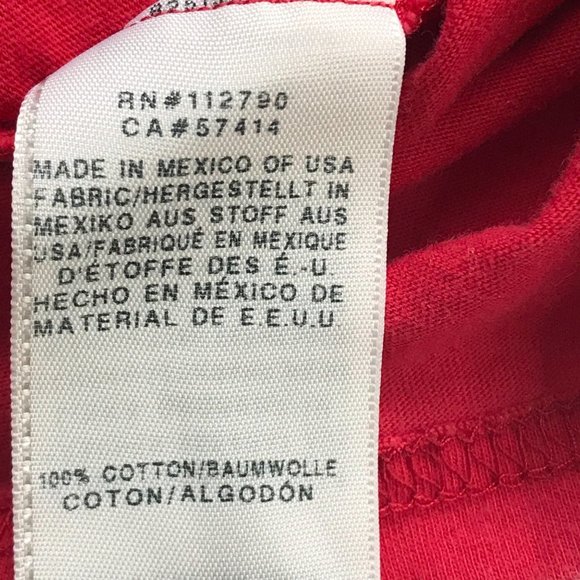 RN#112790
CA#57414
MADE IN MEXICO OF USA
FABRIC/HERGESTELLT IN
MEXIKO AUS STOFF AUS
USA/FABRIQUÉ EN MEXIQUE
D'ÉTOFFE DES É.-U
HECHO EN MÉXICO DE
MATERIAL DE E.E.U.U
100% COTTON/BAUMWOLLE
COTON/ALGODÓN